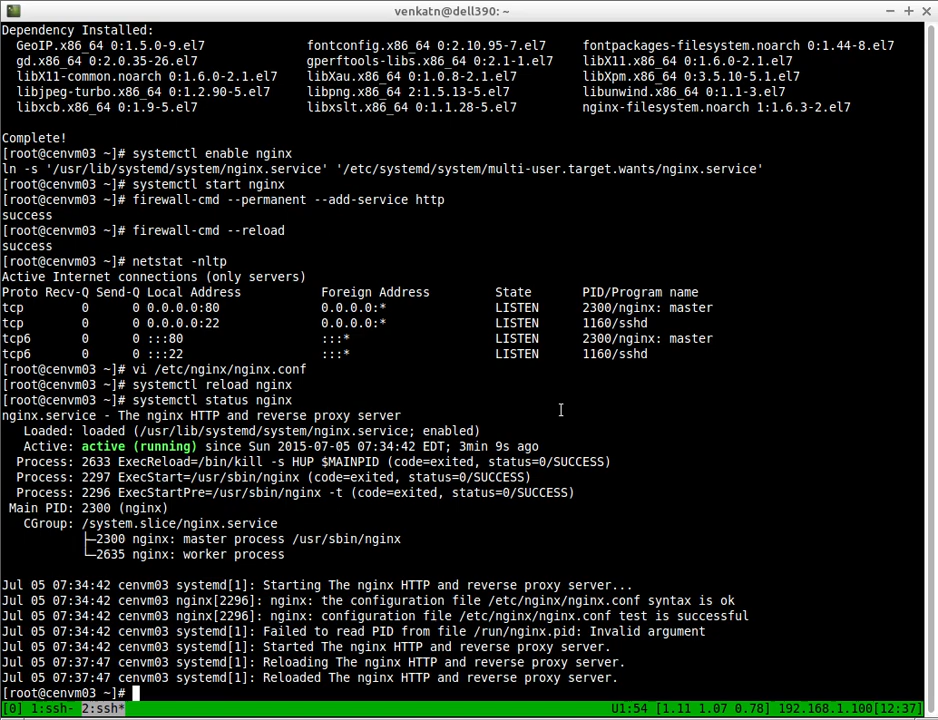 venkatn@dell390: ~
Dependency Installed:
  GeoIP.x86_64 0:1.5.0-9.el7             fontconfig.x86_64 0:2.10.95-7.el7     fontpackages-filesystem.noarch 0:1.44-8.el7
  gd.x86_64 0:2.0.35-26.el7              gperftools-libs.x86_64 0:2.1-1.el7    libX11.x86_64 0:1.6.0-2.1.el7
  libX11-common.noarch 0:1.6.0-2.1.el7   libXau.x86_64 0:1.0.8-2.1.el7         libXpm.x86_64 0:3.5.10-5.1.el7
  libjpeg-turbo.x86_64 0:1.2.90-5.el7    libpng.x86_64 2:1.5.13-5.el7          libunwind.x86_64 0:1.1-3.el7
  libxcb.x86_64 0:1.9-5.el7              libxslt.x86_64 0:1.1.28-5.el7         nginx-filesystem.noarch 1:1.6.3-2.el7
Complete!
[root@cenvm03 ~]# systemctl enable nginx
ln -s '/usr/lib/systemd/system/nginx.service' '/etc/systemd/system/multi-user.target.wants/nginx.service'
[root@cenvm03 ~]# systemctl start nginx
[root@cenvm03 ~]# firewall-cmd --permanent --add-service http
success
[root@cenvm03 ~]# firewall-cmd --reload
success
[root@cenvm03 ~]# netstat -nltp
Active Internet connections (only servers)
Proto Recv-Q Send-Q Local Address          Foreign Address        State      PID/Program name
tcp        0      0 0.0.0.0:80             0.0.0.0:*              LISTEN     2300/nginx: master
tcp        0      0 0.0.0.0:22             0.0.0.0:*              LISTEN     1160/sshd
tcp6       0      0 :::80                  :::*                   LISTEN     2300/nginx: master
tcp6       0      0 :::22                  :::*                   LISTEN     1160/sshd
[root@cenvm03 ~]# vi /etc/nginx/nginx.conf
[root@cenvm03 ~]# systemctl reload nginx
[root@cenvm03 ~]# systemctl status nginx
nginx.service - The nginx HTTP and reverse proxy server
   Loaded: loaded (/usr/lib/systemd/system/nginx.service; enabled)
   Active: active (running) since Sun 2015-07-05 07:34:42 EDT; 3min 9s ago
  Process: 2633 ExecReload=/bin/kill -s HUP $MAINPID (code=exited, status=0/SUCCESS)
  Process: 2297 ExecStart=/usr/sbin/nginx (code=exited, status=0/SUCCESS)
  Process: 2296 ExecStartPre=/usr/sbin/nginx -t (code=exited, status=0/SUCCESS)
 Main PID: 2300 (nginx)
   CGroup: /system.slice/nginx.service
           ├─2300 nginx: master process /usr/sbin/nginx
           └─2635 nginx: worker process
Jul 05 07:34:42 cenvm03 systemd[1]: Starting The nginx HTTP and reverse proxy server...
Jul 05 07:34:42 cenvm03 nginx[2296]: nginx: the configuration file /etc/nginx/nginx.conf syntax is ok
Jul 05 07:34:42 cenvm03 nginx[2296]: nginx: configuration file /etc/nginx/nginx.conf test is successful
Jul 05 07:34:42 cenvm03 systemd[1]: Failed to read PID from file /run/nginx.pid: Invalid argument
Jul 05 07:34:42 cenvm03 systemd[1]: Started The nginx HTTP and reverse proxy server.
Jul 05 07:37:47 cenvm03 systemd[1]: Reloading The nginx HTTP and reverse proxy server.
Jul 05 07:37:47 cenvm03 systemd[1]: Reloaded The nginx HTTP and reverse proxy server.
[root@cenvm03 ~]#
[0] 1:ssh- 2:ssh*    U1:54 [1.11 1.07 0.78] 192.168.1.100[12:37]